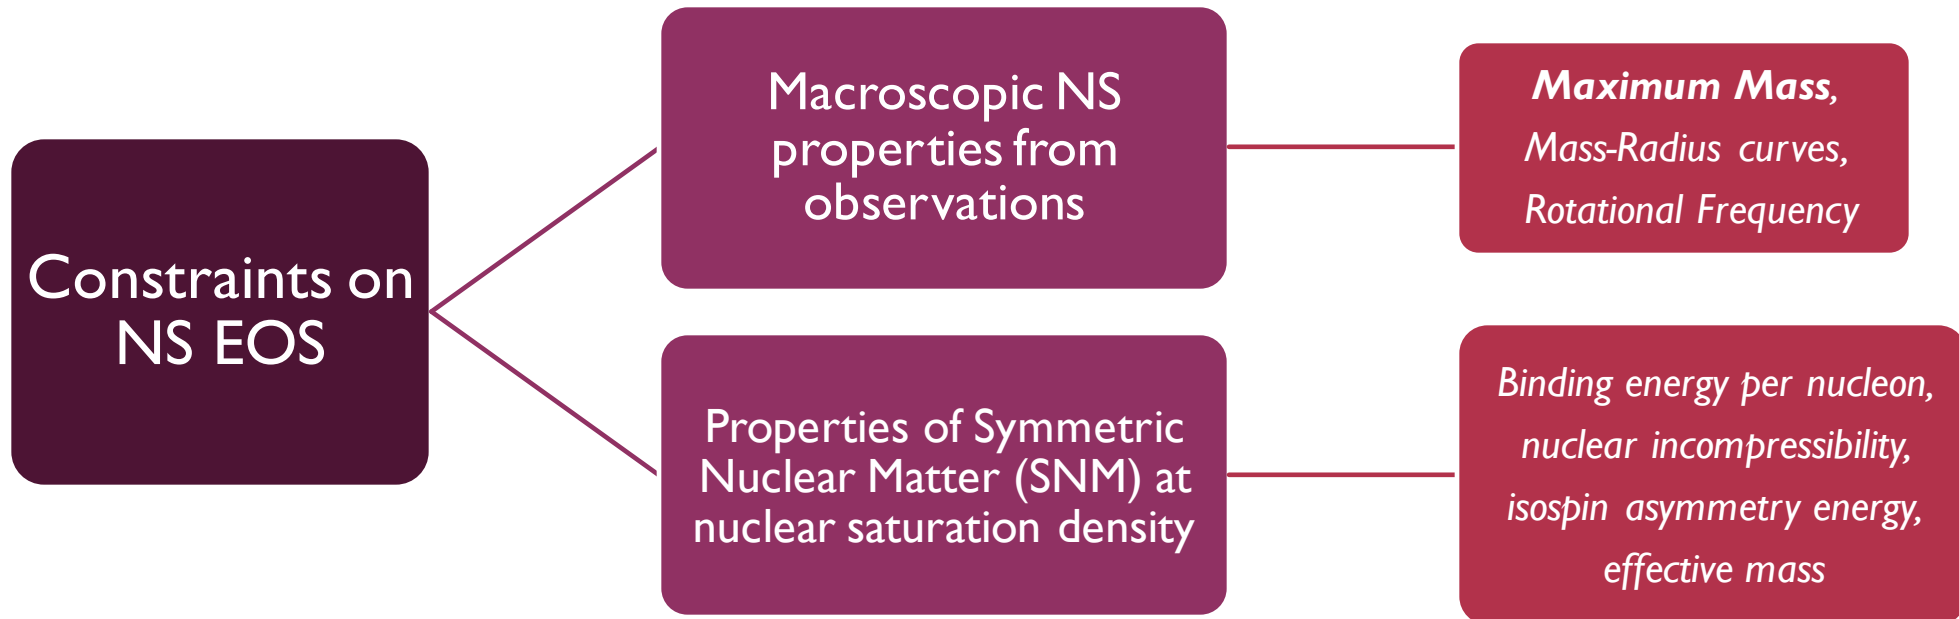 Constraints on
NS EOS
Macroscopic NS
properties from
observations
Maximum Mass,
Mass-Radius curves,
Rotational Frequency
Properties of Symmetric
Nuclear Matter (SNM) at
nuclear saturation density
Binding energy per nucleon,
nuclear incompressibility,
isospin asymmetry energy,
effective mass